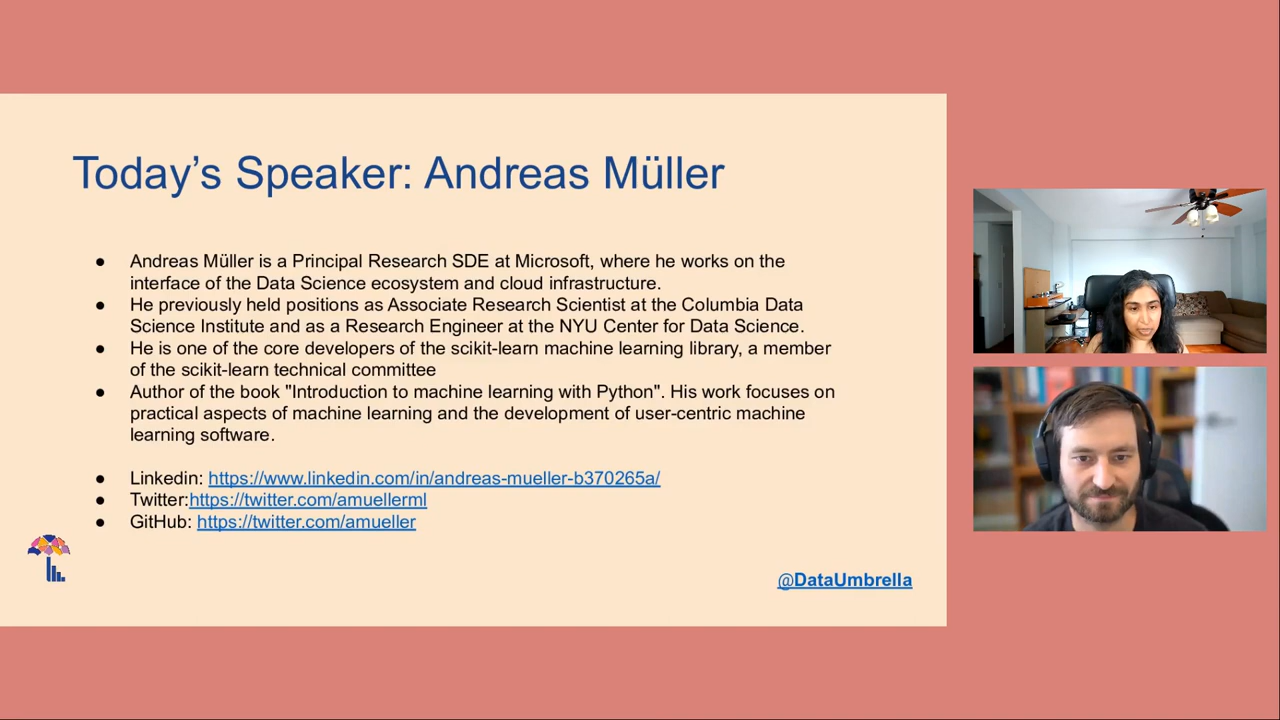 Today’s Speaker: Andreas Müller
● Andreas Müller is a Principal Research SDE at Microsoft, where he works on the
interface of the Data Science ecosystem and cloud infrastructure.
● He previously held positions as Associate Research Scientist at the Columbia Data
Science Institute and as a Research Engineer at the NYU Center for Data Science.
● He is one of the core developers of the scikit-learn machine learning library, a member
of the scikit-learn technical committee
● Author of the book "Introduction to machine learning with Python". His work focuses on
practical aspects of machine learning and the development of user-centric machine
learning software.
● Linkedin: https://www.linkedin.com/in/andreas-mueller-b370265a/
● Twitter:https://twitter.com/amuellerml
● GitHub: https://twitter.com/amueller
@DataUmbrella